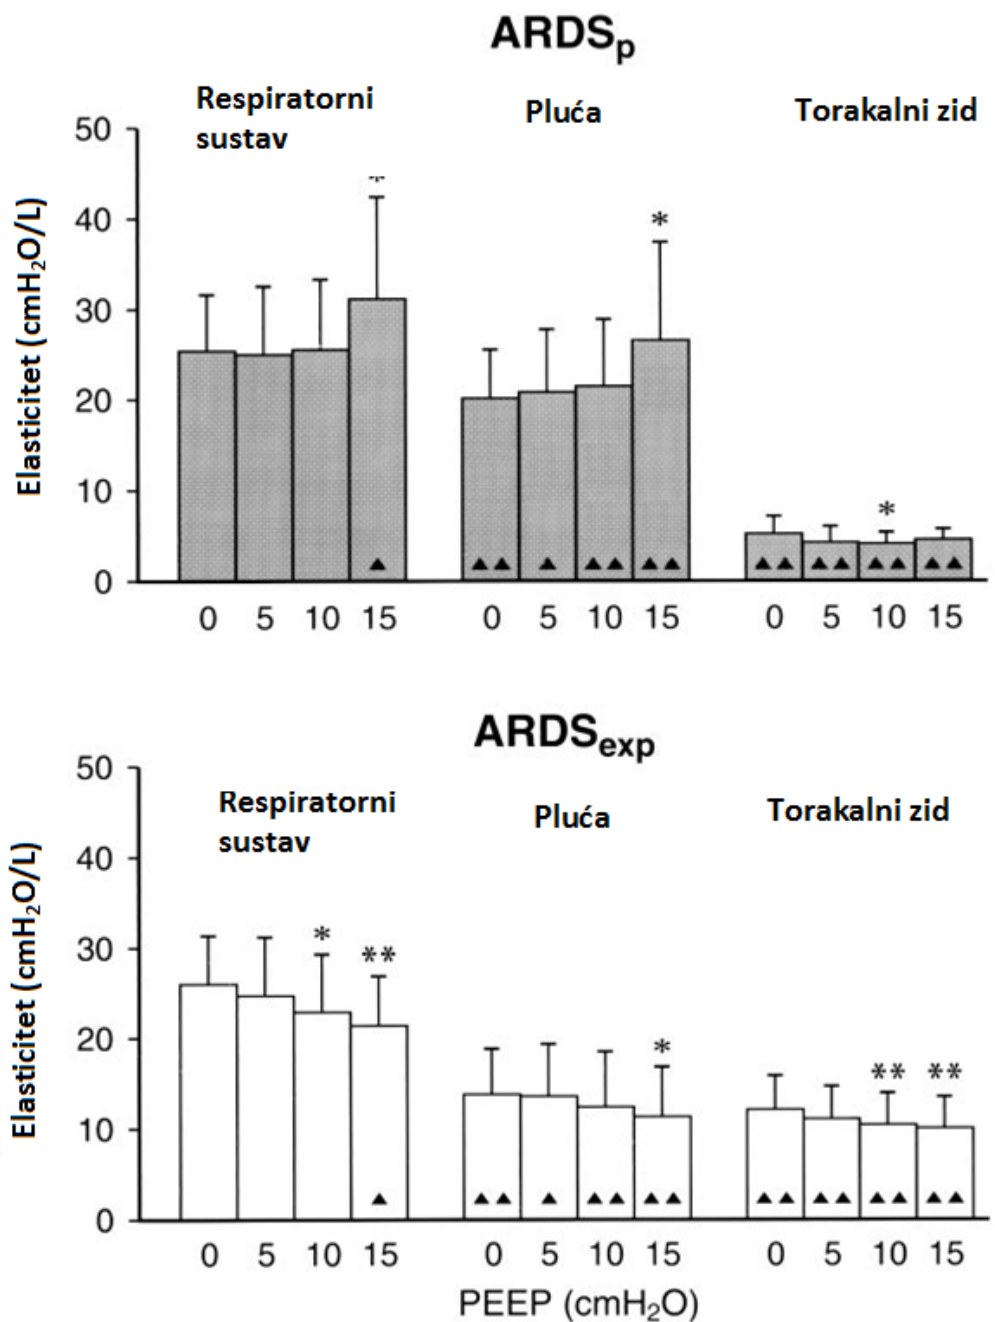 ARDSp
Respiratorni
sustav
Pluća
Torakalni zid
Elasticitet (cmH₂O/L)
50
40
30
20
10
0
*
*
*
0 5 10 15
0 5 10 15
0 5 10 15
ARDSexp
Respiratorni
sustav
Pluća
Torakalni zid
Elasticitet (cmH₂O/L)
50
40
30
20
10
0
*
**
*
**
**
0 5 10 15
0 5 10 15
0 5 10 15
PEEP (cmH₂O)